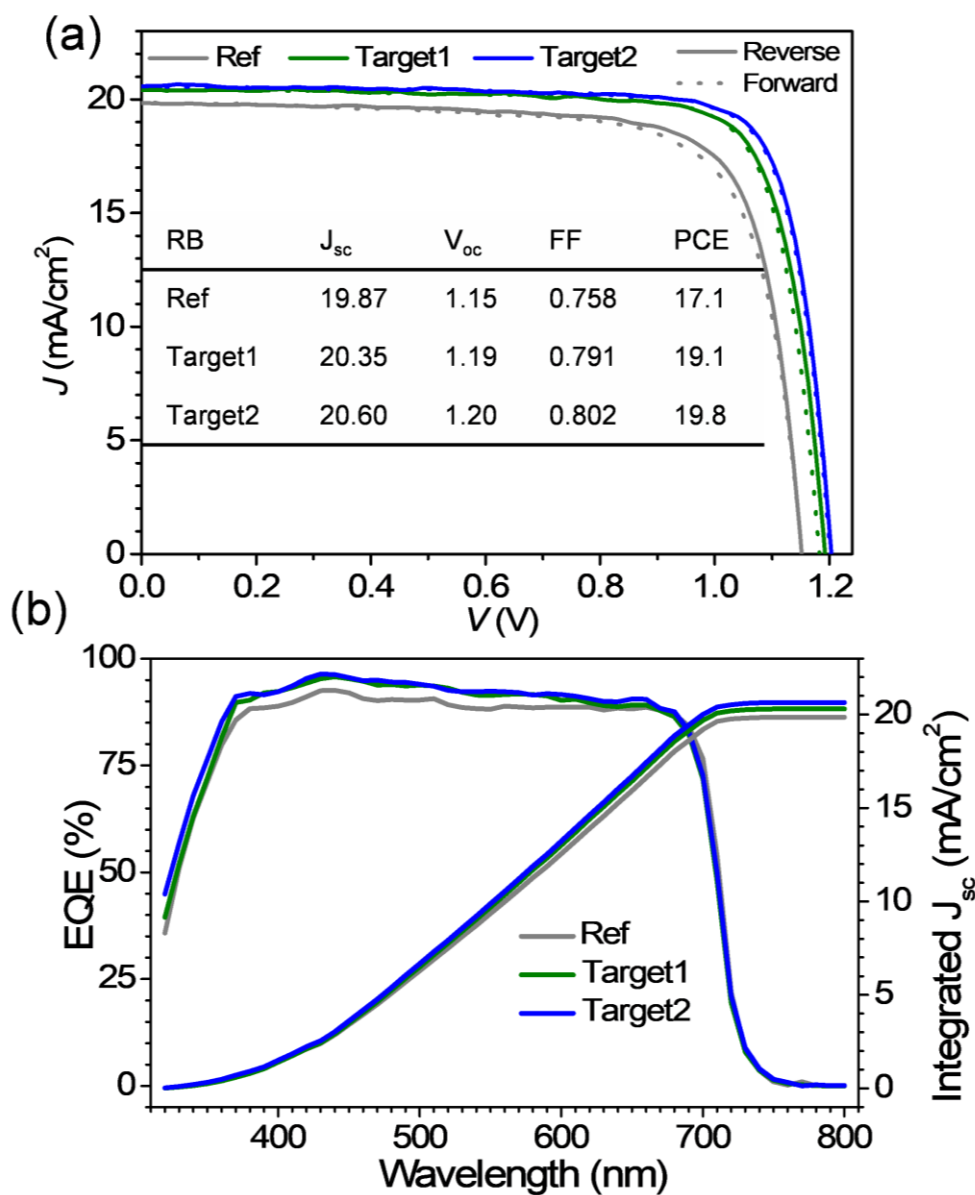 (a)
Ref Target1 Target2 Reverse
Forward
RB J_sc V_oc FF PCE
Ref 19.87 1.15 0.758 17.1
Target1 20.35 1.19 0.791 19.1
Target2 20.60 1.20 0.802 19.8
20
15
10
5
0
J (mA/cm²)
0.0 0.2 0.4 0.6 0.8 1.0 1.2
V (V)
(b)
100
75
50
25
0
EQE (%)
Ref
Target1
Target2
20
15
10
5
0
Integrated J_sc (mA/cm²)
400 500 600 700 800
Wavelength (nm)